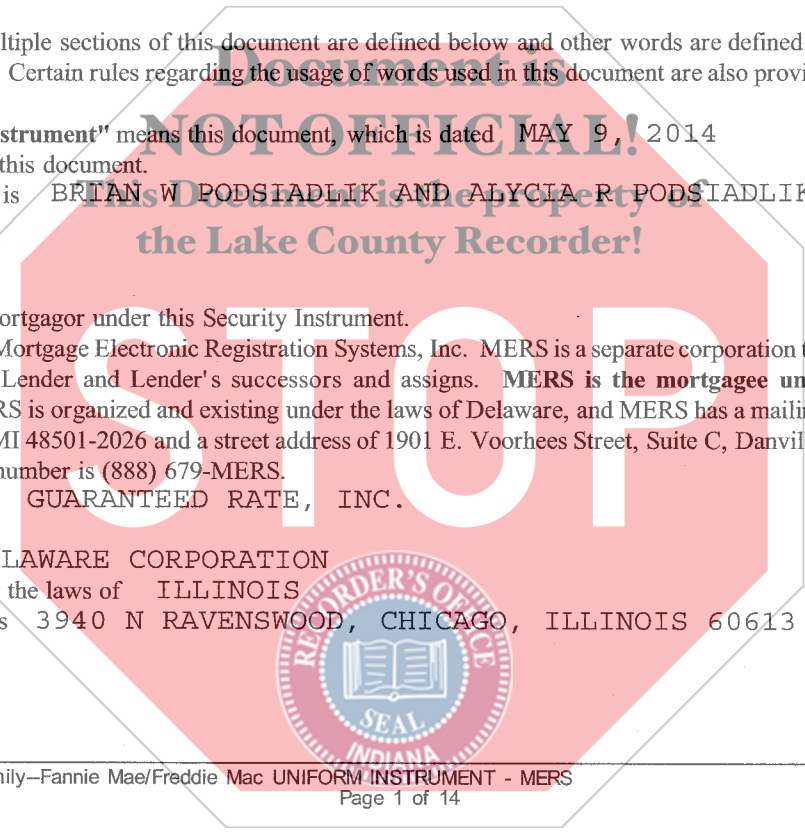 ltiple sections of this document are defined below and other words are defined
Certain rules regarding the usage of words used in this document are also provi
Document is
strument" means this document, which is dated MAY 9, 2014
NOT OFFICIAL!
this document.
is BRIAN W PODSIADLIK AND ALYCIA R PODSIADLIK
This Document is the property of
the Lake County Recorder!
ortgagor under this Security Instrument.
Mortgage Electronic Registration Systems, Inc. MERS is a separate corporation t
Lender and Lender's successors and assigns. MERS is the mortgagee un
RS is organized and existing under the laws of Delaware, and MERS has a mailin
MI 48501-2026 and a street address of 1901 E. Voorhees Street, Suite C, Danvil
number is (888) 679-MERS.
STOP
GUARANTEED RATE, INC.
LAWARE CORPORATION
the laws of ILLINOIS
s 3940 N RAVENSWOOD, CHICAGO, ILLINOIS 60613
RECORDER'S OFFICE
SEAL
INDIANA
nily--Fannie Mae/Freddie Mac UNIFORM INSTRUMENT - MERS
Page 1 of 14